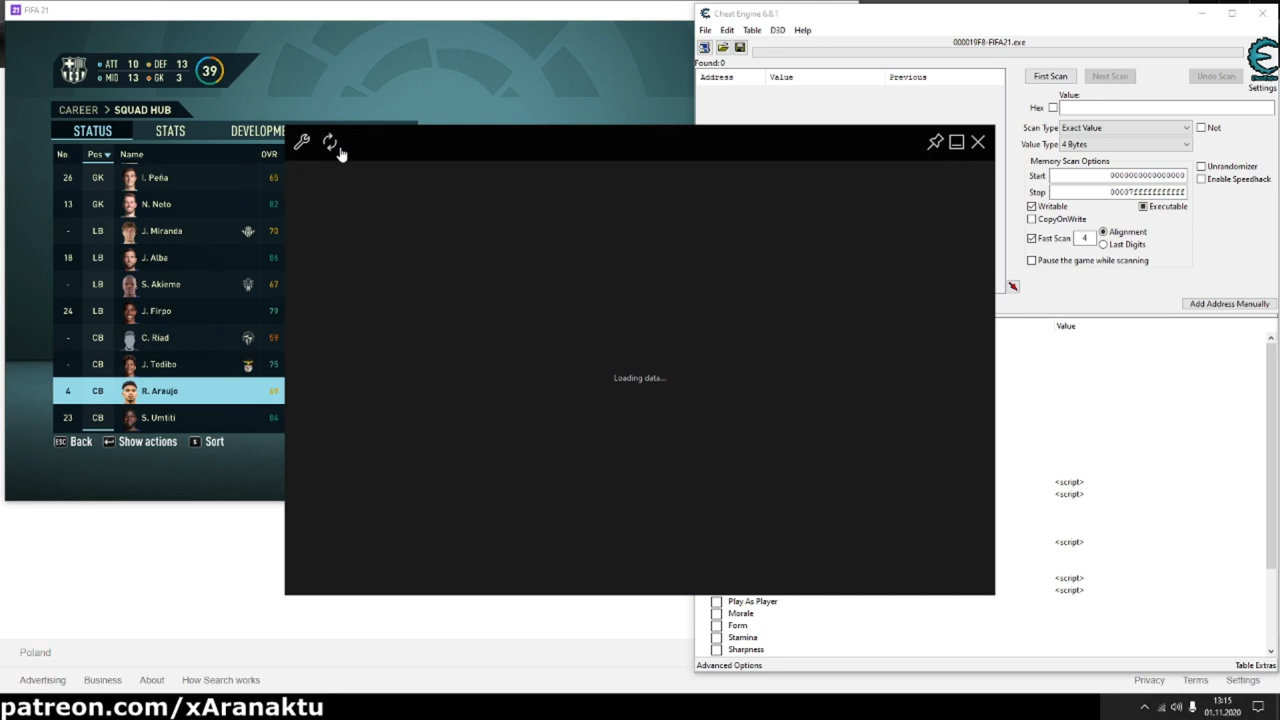 FIFA 21
ATT 10 DEF 13
MID 13 GK 3
39
CAREER > SQUAD HUB
STATUS STATS DEVELOPME
No. Pos Name OVR
26 GK I. Peña 65
13 GK N. Neto 82
- LB J. Miranda 70
18 LB J. Alba 86
- LB S. Akieme 67
24 LB J. Firpo 79
- CB C. Riad 59
- CB J. Todibo 75
4 CB R. Araujo
23 CB S. Umtiti 84
ESC Back Show actions S Sort
Loading data...
Cheat Engine 6.8.1
File Edit Table D3D Help
000019F8-FIFA21.exe
Found:0
Address Value Previous
First Scan Next Scan Undo Scan
Settings
Value:
Hex
Scan Type Exact Value Not
Value Type 4 Bytes
Memory Scan Options
Unrandomizer
Start 0000000000000000
Enable Speedhack
Stop 00007fffffffffff
Writable Executable
CopyOnWrite
Fast Scan 4 Alignment
Last Digits
Pause the game while scanning
Add Address Manually
Value
<script>
<script>
<script>
<script>
<script>
Play As Player
Morale
Form
Stamina
Sharpness
Advanced Options Table Extras
Poland
Advertising Business About How Search works Privacy Terms Settings
patreon.com/xAranaktu
13:15
01.11.2020